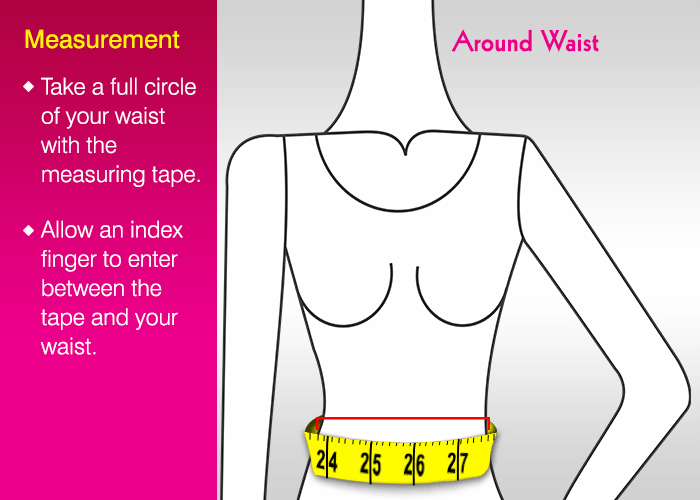 Measurement
Take a full circle
of your waist
with the
measuring tape.
Allow an index
finger to enter
between the
tape and your
waist.
Around Waist
24 25 26 27